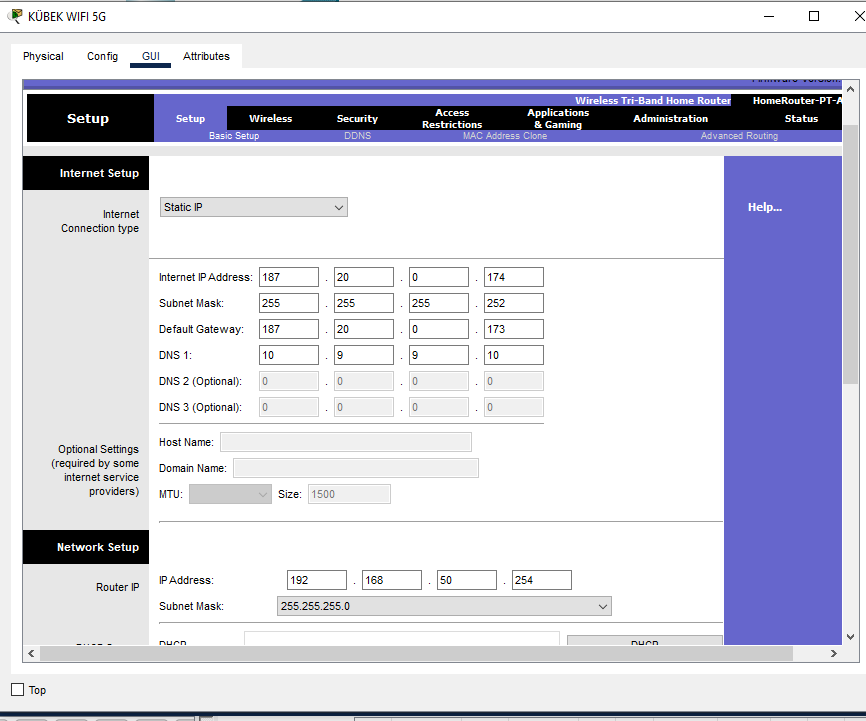 KÜBEK WIFI 5G
Physical Config GUI Attributes
Firmware Version:
Wireless Tri-Band Home Router HomeRouter-PT-A
Setup
Setup Wireless Security Access Restrictions Applications & Gaming Administration Status
Basic Setup DDNS MAC Address Clone Advanced Routing
Internet Setup
Help...
Internet
Connection type
Static IP
Internet IP Address: 187 . 20 . 0 . 174
Subnet Mask: 255 . 255 . 255 . 252
Default Gateway: 187 . 20 . 0 . 173
DNS 1: 10 . 9 . 9 . 10
DNS 2 (Optional): 0 . 0 . 0 . 0
DNS 3 (Optional): 0 . 0 . 0 . 0
Optional Settings
(required by some
internet service
providers)
Host Name:
Domain Name:
MTU: Size: 1500
Network Setup
Router IP
IP Address: 192 . 168 . 50 . 254
Subnet Mask: 255.255.255.0
DHCP DHCP
Top